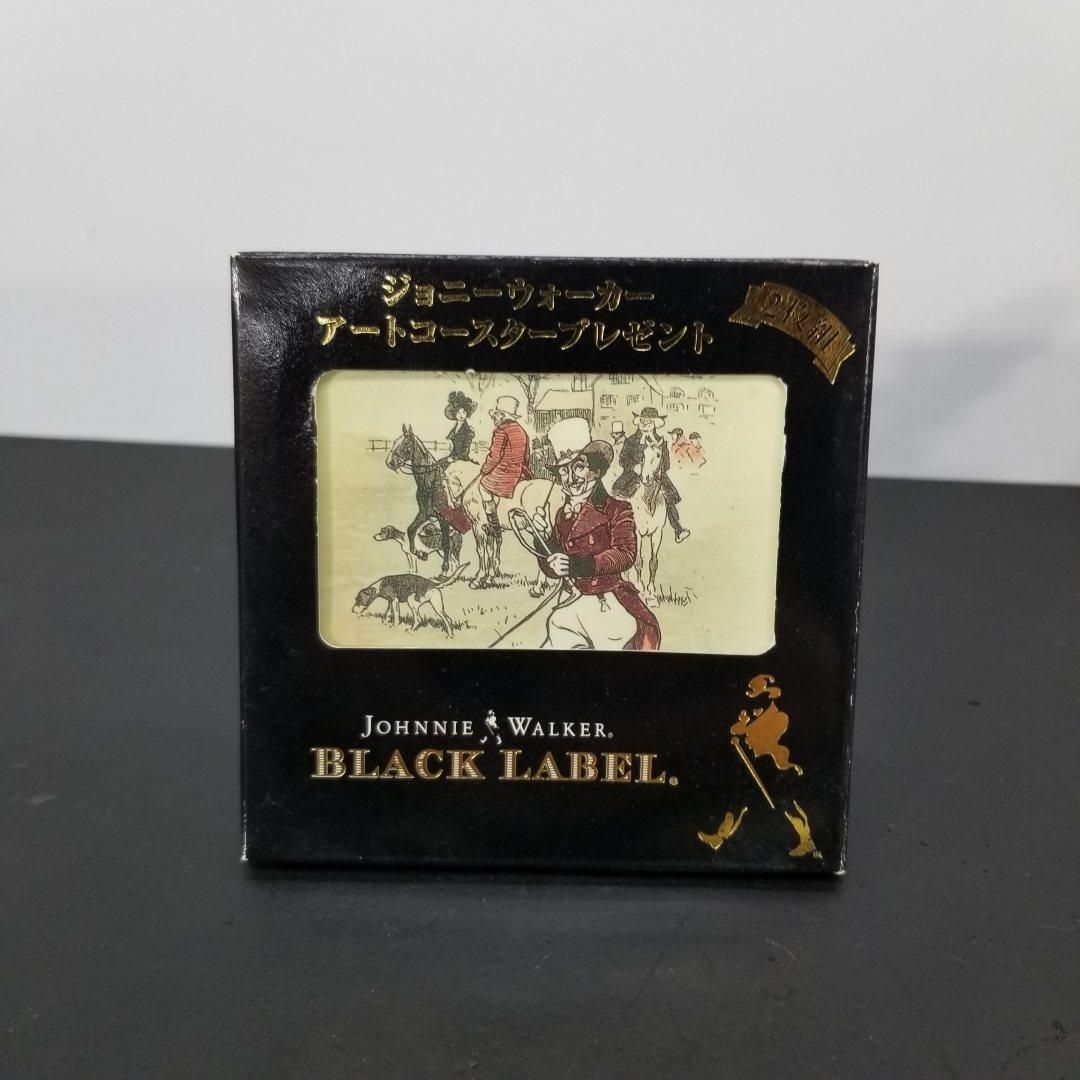 ジョニーウォーカー
アートコースタープレゼント
2枚組
JOHNNIE WALKER®
BLACK LABEL®
TM